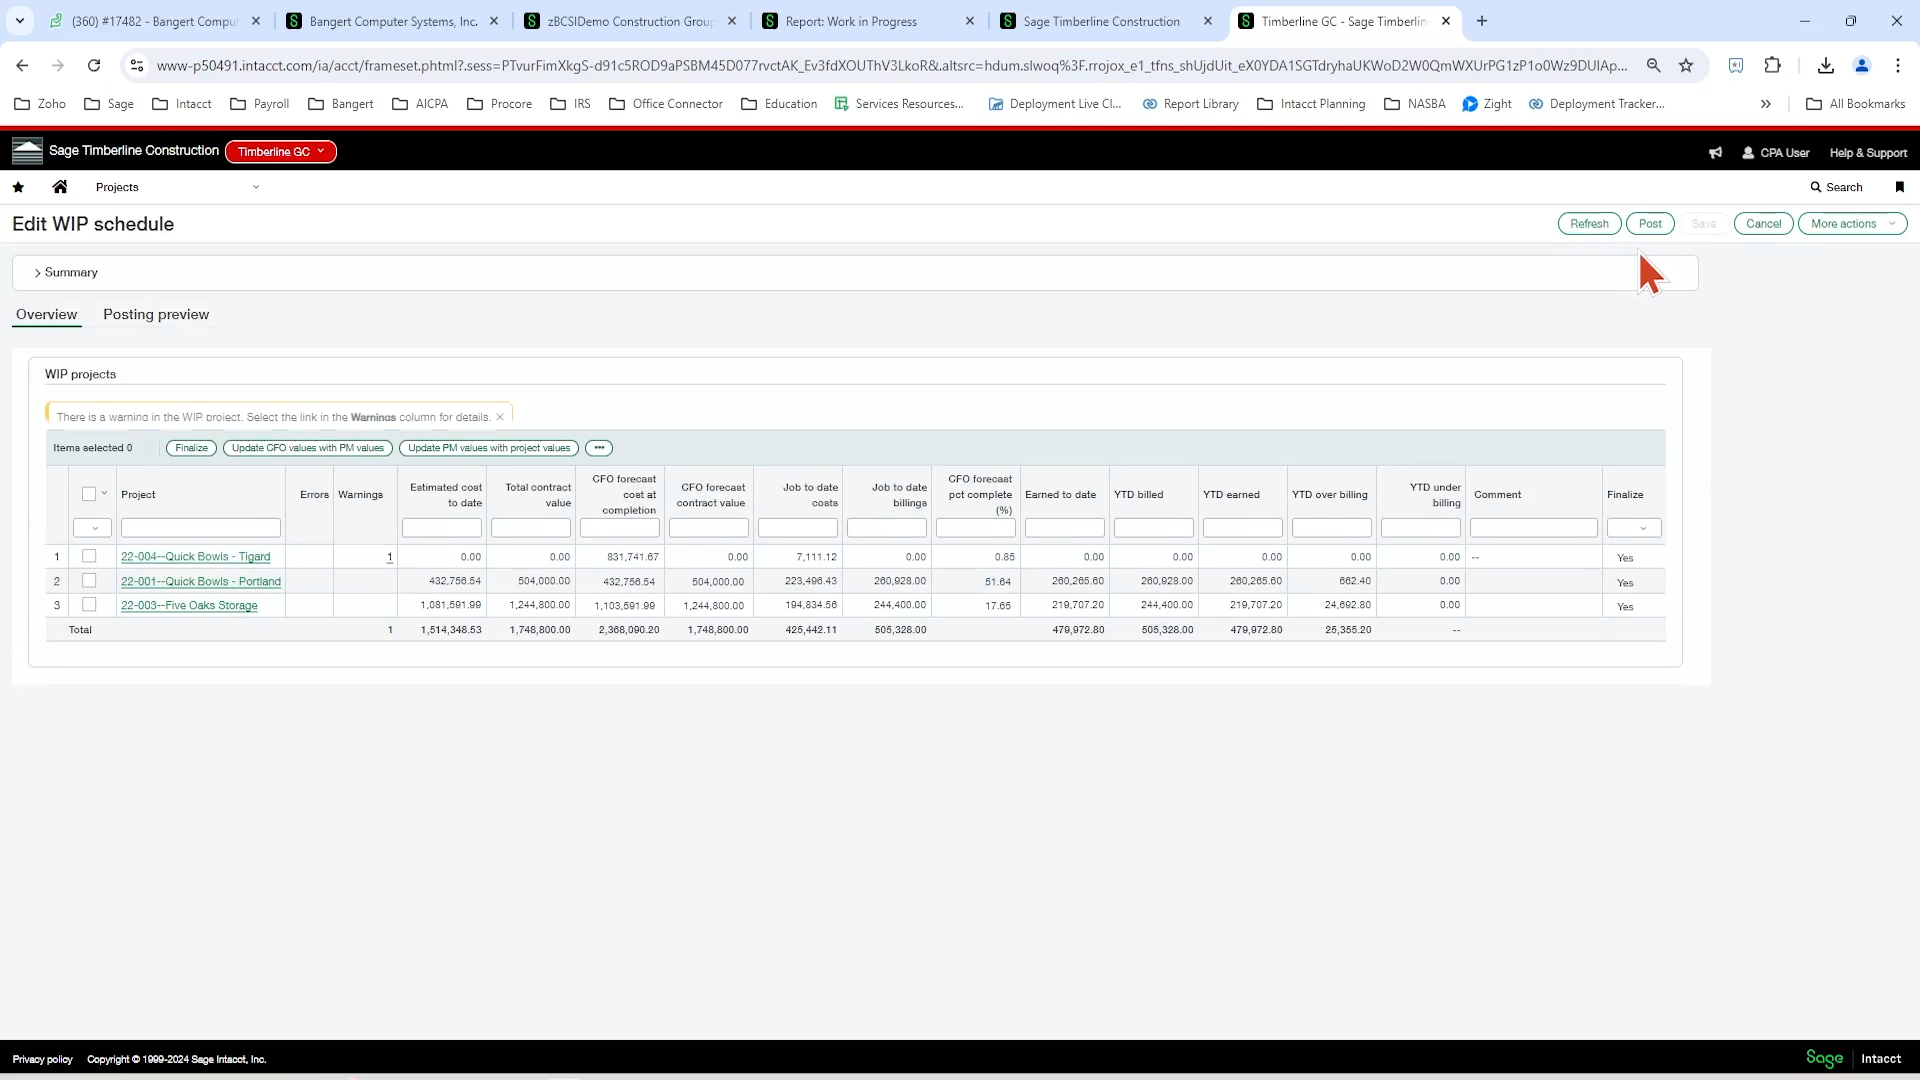 (360) #17482 - Bangert Comput
Bangert Computer Systems, Inc.
zBCSIDemo Construction Group
Report: Work in Progress
Sage Timberline Construction
Timberline GC - Sage Timberlin
www-p50491.intacct.com/ia/acct/frameset.phtml?.sess=PTvurFimXkgS-d91c5ROD9aPSBM45D077rvctAK_Ev3fdXOUThV3LkoR&.altsrc=hdum.slwoq%3F.rrojox_e1_tfns_shUjdUit_eX0YDA1SGTdryhaUKWoD2W0QmWXUrPG1zP1o0Wz9DUIAp...
Zoho Sage Intacct Payroll Bangert AICPA Procore IRS Office Connector Education Services Resources... Deployment Live Cl... Report Library Intacct Planning NASBA Zight Deployment Tracker... » All Bookmarks
Sage Timberline Construction Timberline GC CPA User Help & Support
Projects Search
Edit WIP schedule Refresh Post Save Cancel More actions
Summary
Overview Posting preview
WIP projects
There is a warning in the WIP project. Select the link in the Warnings column for details.
Items selected 0 Finalize Update CFO values with PM values Update PM values with project values •••
Project Errors Warnings Estimated cost to date Total contract value CFO forecast cost at completion CFO forecast contract value Job to date costs Job to date billings CFO forecast pct complete (%) Earned to date YTD billed YTD earned YTD over billing YTD under billing Comment Finalize
1 22-004--Quick Bowls - Tigard 1 0.00 0.00 831,741.67 0.00 7,111.12 0.00 0.85 0.00 0.00 0.00 0.00 0.00 -- Yes
2 22-001--Quick Bowls - Portland 432,756.54 504,000.00 432,756.54 504,000.00 223,496.43 260,928.00 51.64 260,265.60 260,928.00 260,265.60 662.40 0.00 Yes
3 22-003--Five Oaks Storage 1,081,591.99 1,244,800.00 1,103,591.99 1,244,800.00 194,834.56 244,400.00 17.65 219,707.20 244,400.00 219,707.20 24,692.80 0.00 Yes
Total 1 1,514,348.53 1,748,800.00 2,368,090.20 1,748,800.00 425,442.11 505,328.00 479,972.80 505,328.00 479,972.80 25,355.20 --
Privacy policy Copyright © 1999-2024 Sage Intacct, Inc. Sage Intacct